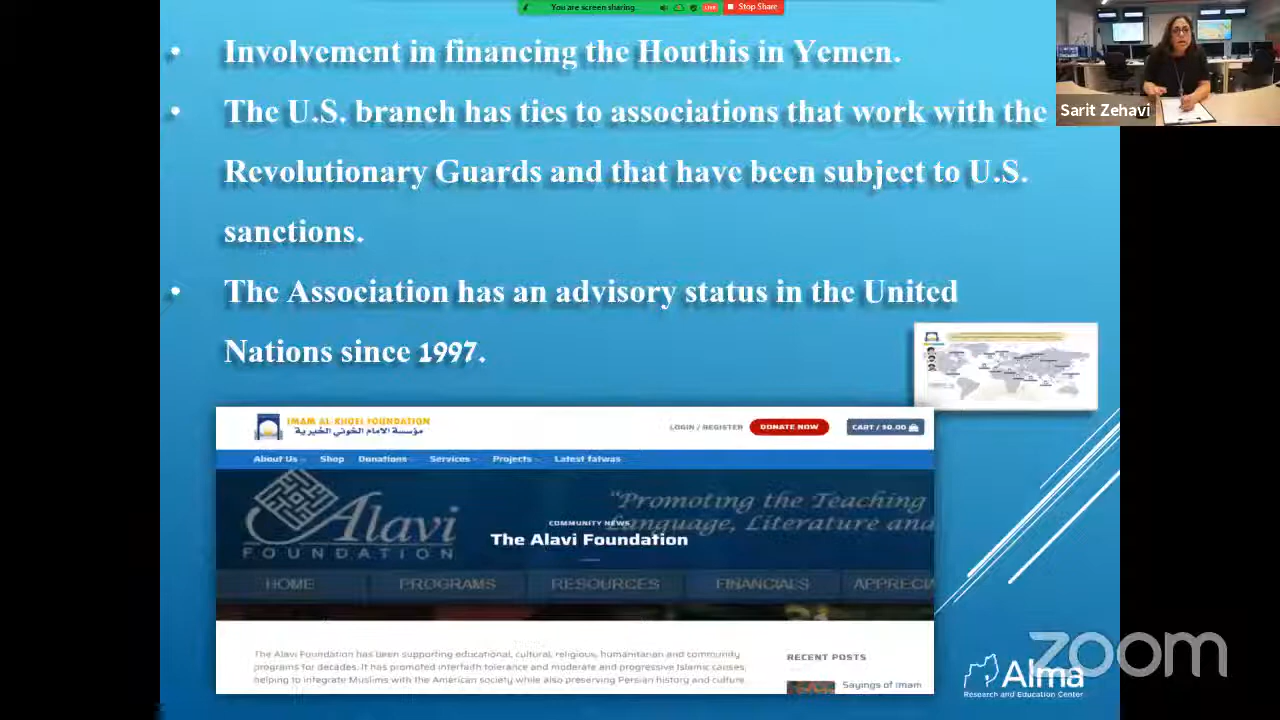 You are screen sharing
LIVE
Stop Share
Sarit Zehavi
• Involvement in financing the Houthis in Yemen.
• The U.S. branch has ties to associations that work with the
Revolutionary Guards and that have been subject to U.S.
sanctions.
• The Association has an advisory status in the United
Nations since 1997.
IMAM AL-KHOEI FOUNDATION
مؤسسة الامام الخوئي الخيرية
LOGIN / REGISTER
DONATE NOW
CART / $0.00
About Us
Shop
Donations
Services
Projects
Latest fatwas
Alavi
FOUNDATION
"Promoting the Teaching
Language, Literature and
COMMUNITY NEWS
The Alavi Foundation
HOME
PROGRAMS
RESOURCES
FINANCIALS
APPRECIA
The Alavi Foundation has been supporting educational, cultural, religious, humanitarian and community
programs for decades. It has promoted interfaith tolerance and moderate and progressive Islamic causes,
helping to integrate Muslims with the American society while also preserving Persian history and culture.
RECENT POSTS
Sayings of Imam
zoom
Alma
Research and Education Center